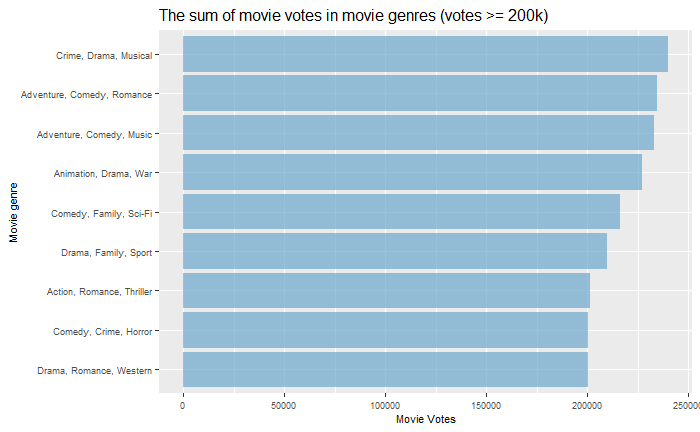 The sum of movie votes in movie genres (votes >= 200k)
Movie genre
Crime, Drama, Musical
Adventure, Comedy, Romance
Adventure, Comedy, Music
Animation, Drama, War
Comedy, Family, Sci-Fi
Drama, Family, Sport
Action, Romance, Thriller
Comedy, Crime, Horror
Drama, Romance, Western
0 50000 100000 150000 200000 250000
Movie Votes